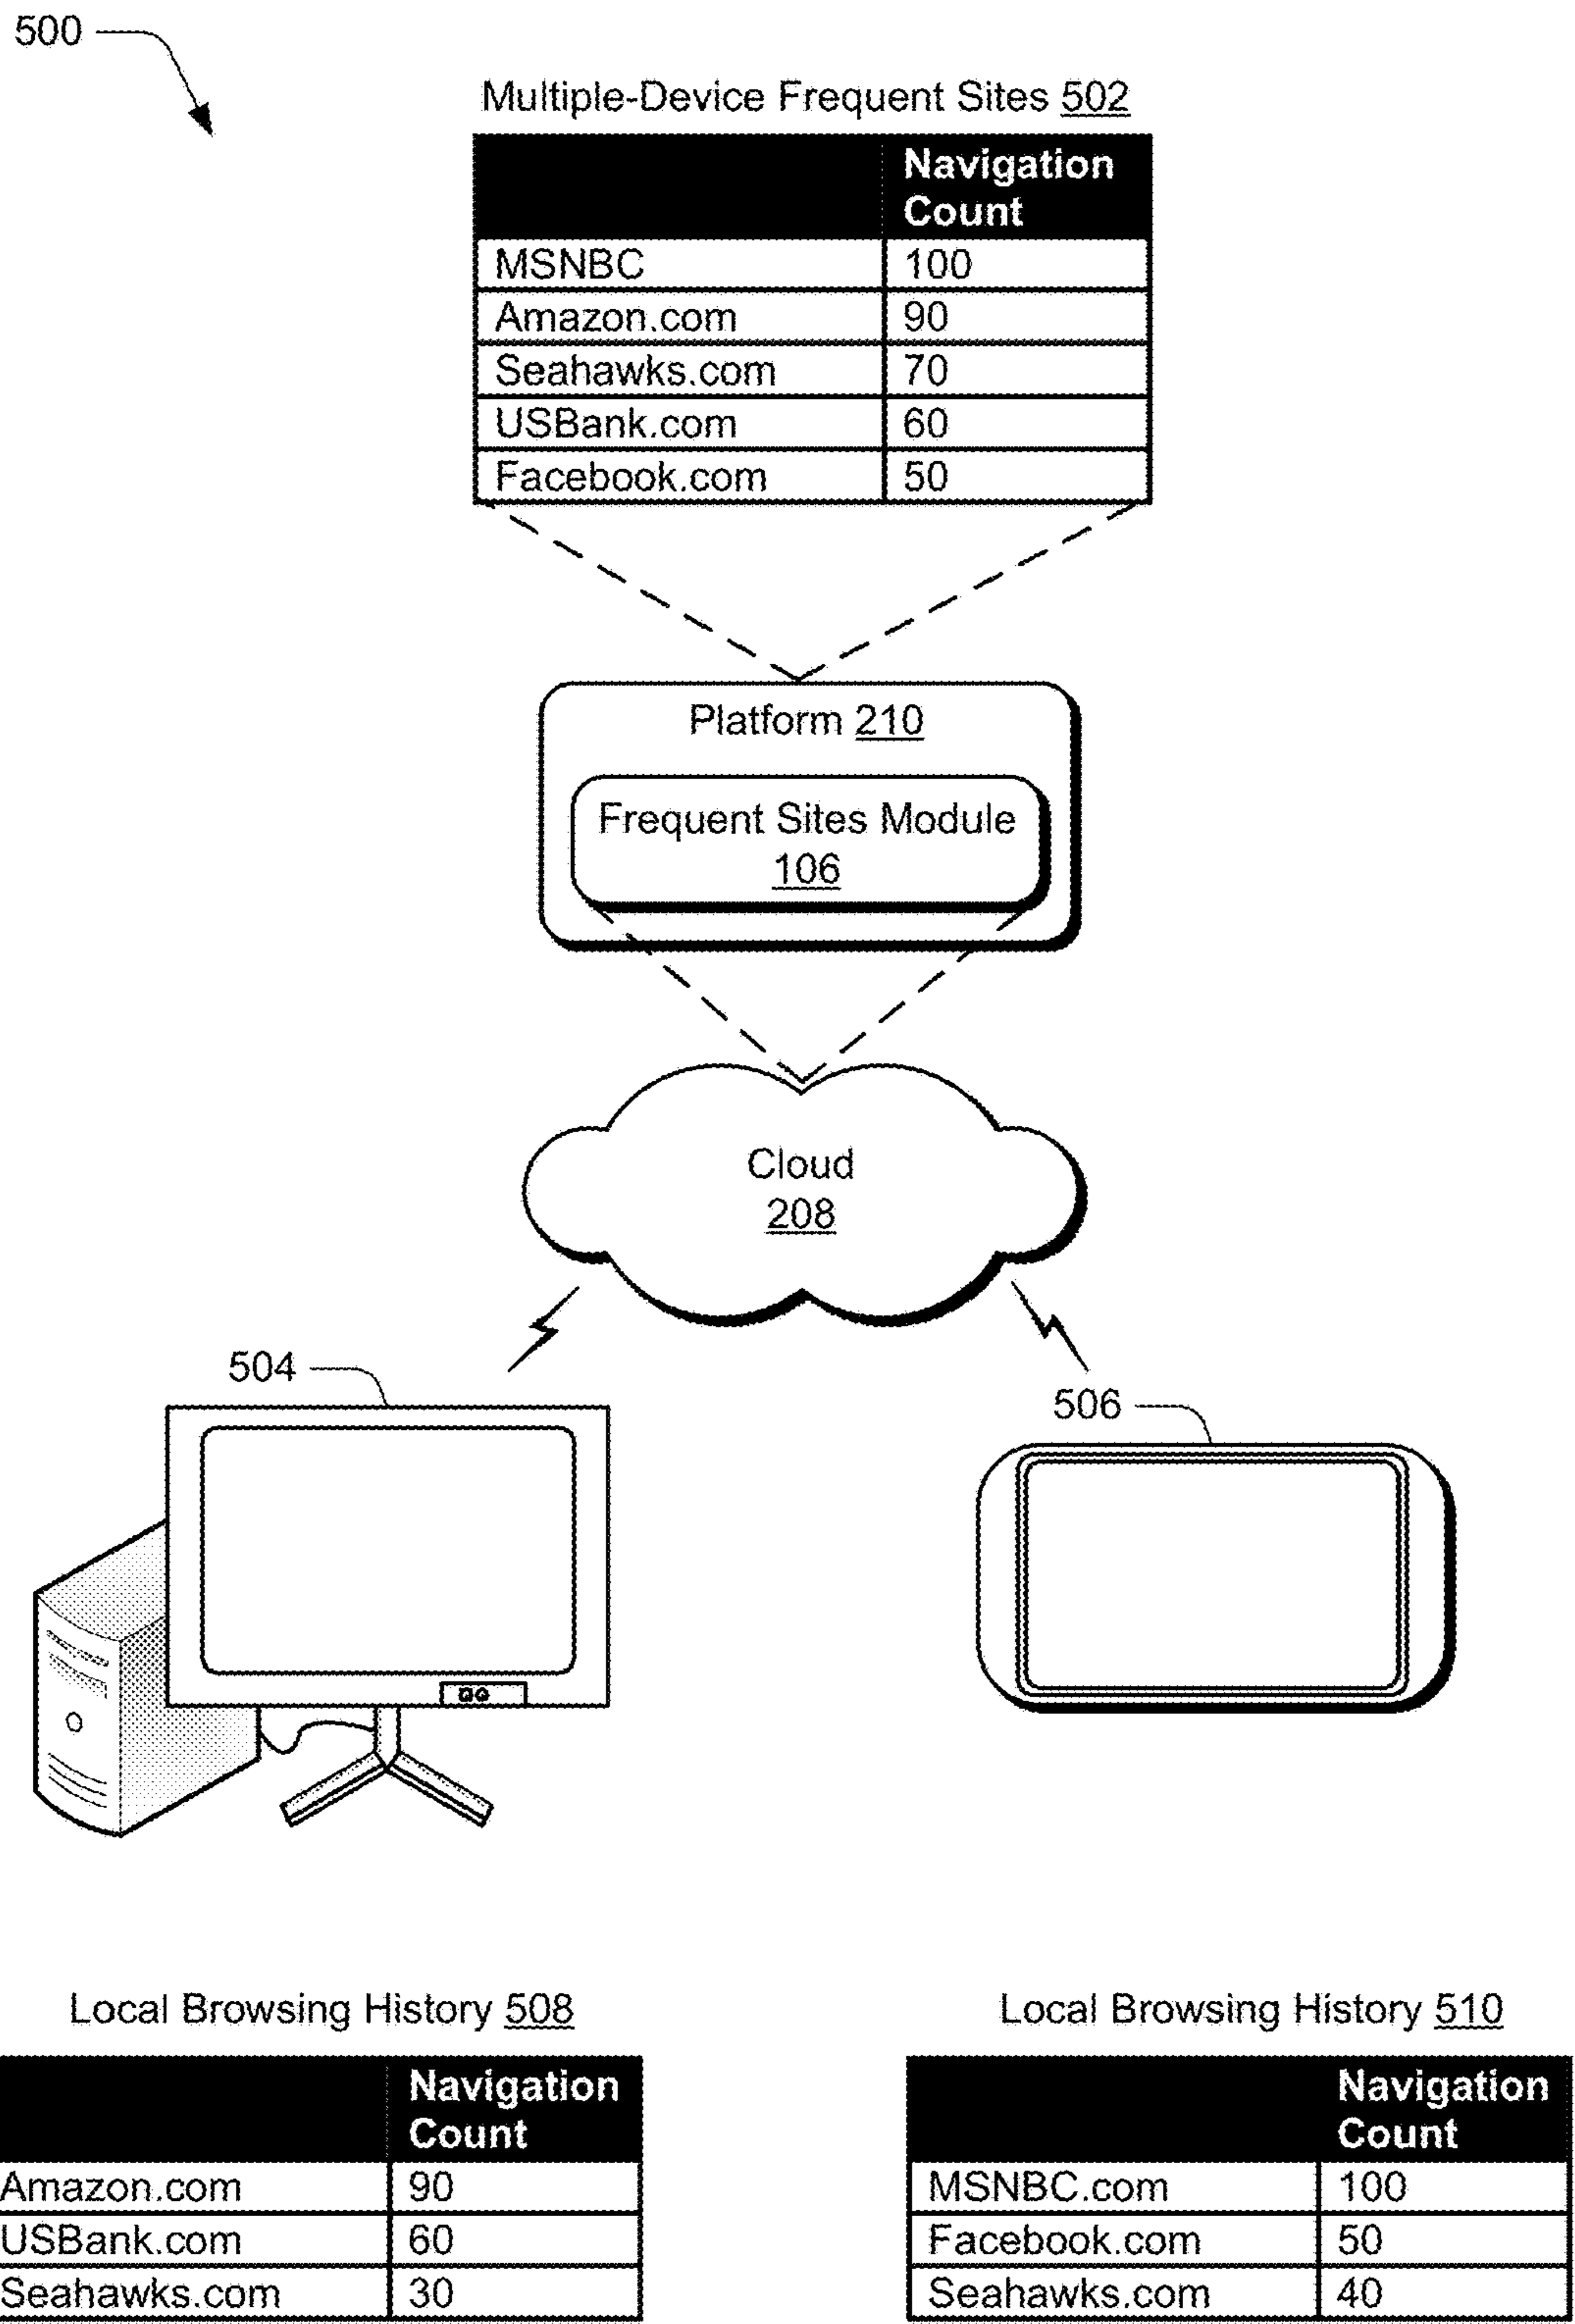 500
Multiple-Device Frequent Sites 502
Navigation
Count
MSNBC 100
Amazon.com 90
Seahawks.com 70
USBank.com 60
Facebook.com 50
Platform 210
Frequent Sites Module
106
Cloud
208
504
506
Local Browsing History 508
Navigation
Count
Amazon.com 90
USBank.com 60
Seahawks.com 30
Local Browsing History 510
Navigation
Count
MSNBC.com 100
Facebook.com 50
Seahawks.com 40